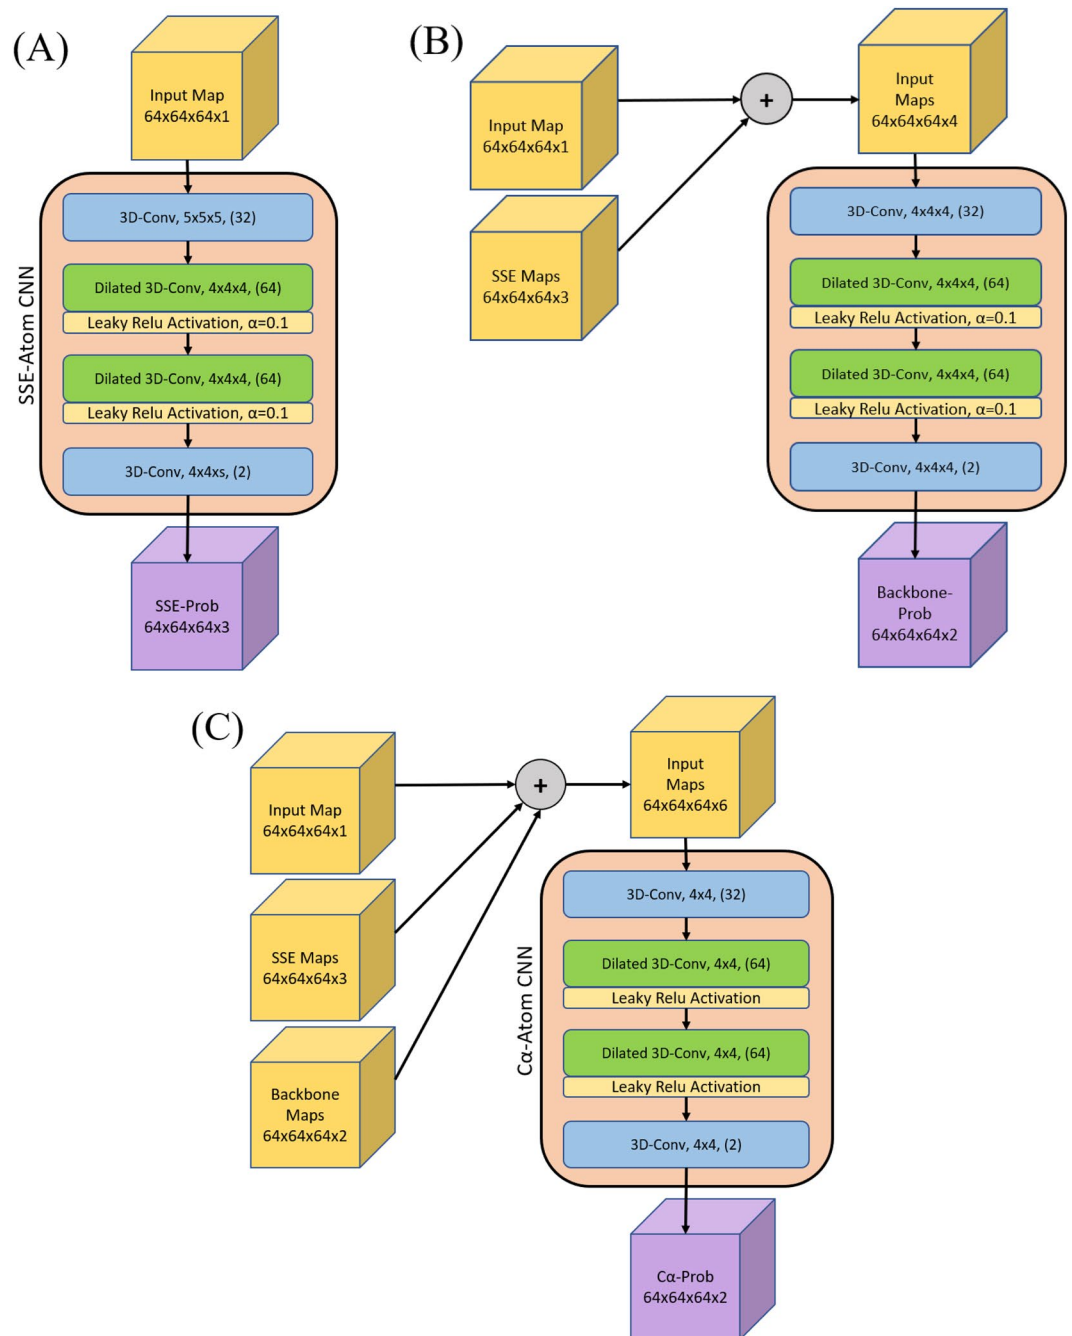 (A)
Input Map
64x64x64x1
SSE-Atom CNN
3D-Conv, 5x5x5, (32)
Dilated 3D-Conv, 4x4x4, (64)
Leaky Relu Activation, α=0.1
Dilated 3D-Conv, 4x4x4, (64)
Leaky Relu Activation, α=0.1
3D-Conv, 4x4xs, (2)
SSE-Prob
64x64x64x3
(B)
Input Map
64x64x64x1
SSE Maps
64x64x64x3
+
Input
Maps
64x64x64x4
3D-Conv, 4x4x4, (32)
Dilated 3D-Conv, 4x4x4, (64)
Leaky Relu Activation, α=0.1
Dilated 3D-Conv, 4x4x4, (64)
Leaky Relu Activation, α=0.1
3D-Conv, 4x4x4, (2)
Backbone-
Prob
64x64x64x2
(C)
Input Map
64x64x64x1
SSE Maps
64x64x64x3
Backbone
Maps
64x64x64x2
+
Input
Maps
64x64x64x6
Cα-Atom CNN
3D-Conv, 4x4, (32)
Dilated 3D-Conv, 4x4, (64)
Leaky Relu Activation
Dilated 3D-Conv, 4x4, (64)
Leaky Relu Activation
3D-Conv, 4x4, (2)
Cα-Prob
64x64x64x2